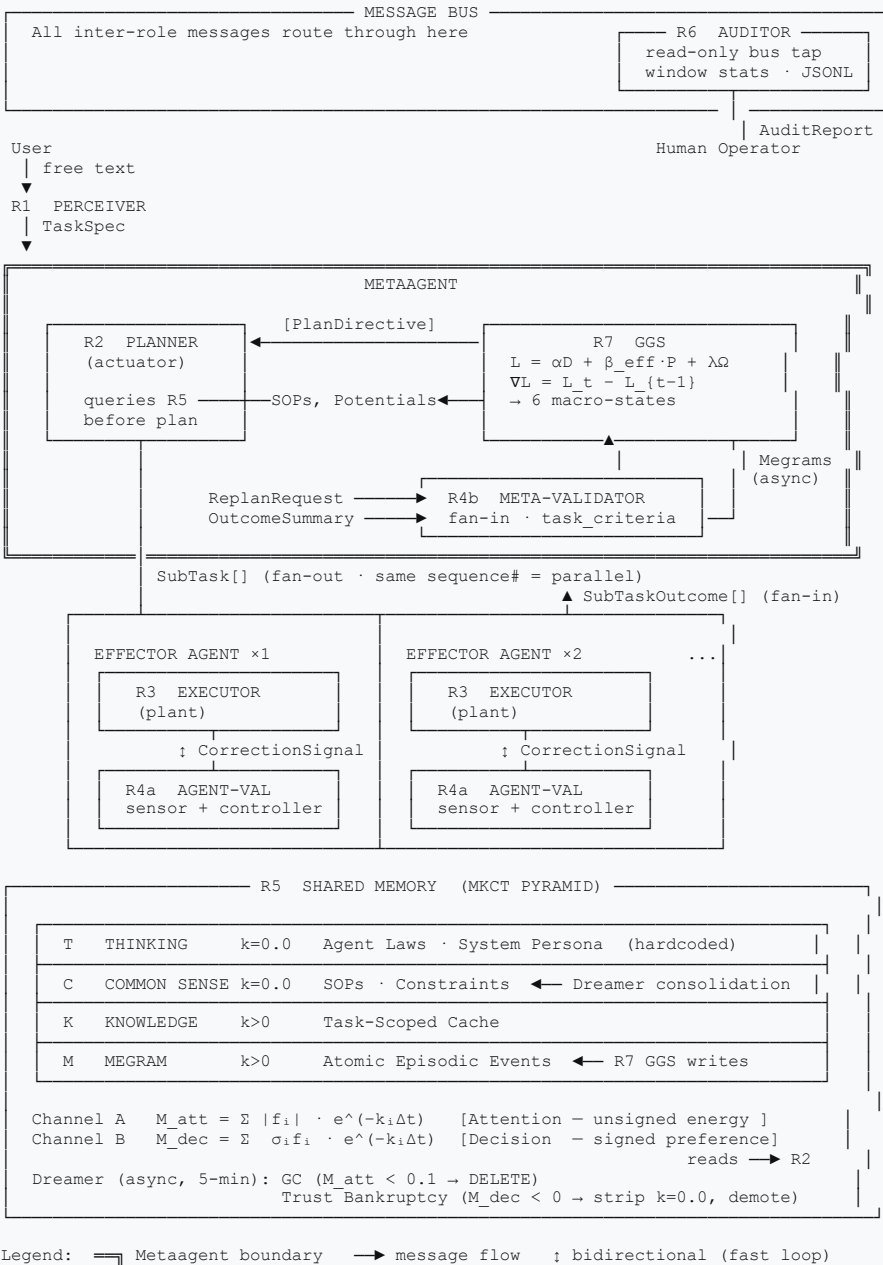 MESSAGE BUS
All inter-role messages route through here
R6 AUDITOR
read-only bus tap
window stats · JSONL
AuditReport
User
Human Operator
free text
R1 PERCEIVER
TaskSpec
METAAGENT
[PlanDirective]
R2 PLANNER
R7 GGS
(actuator)
L = αD + β_eff·P + λΩ
∇L = L_t − L_{t−1}
queries R5
SOPs, Potentials
→ 6 macro-states
before plan
Megrams
(async)
ReplanRequest
R4b META-VALIDATOR
OutcomeSummary
fan-in · task_criteria
SubTask[] (fan-out · same sequence# = parallel)
SubTaskOutcome[] (fan-in)
EFFECTOR AGENT ×1
EFFECTOR AGENT ×2
...
R3 EXECUTOR
R3 EXECUTOR
(plant)
(plant)
↕ CorrectionSignal
↕ CorrectionSignal
R4a AGENT-VAL
R4a AGENT-VAL
sensor + controller
sensor + controller
R5 SHARED MEMORY (MKCT PYRAMID)
T THINKING k=0.0 Agent Laws · System Persona (hardcoded)
C COMMON SENSE k=0.0 SOPs · Constraints ◄── Dreamer consolidation
K KNOWLEDGE k>0 Task-Scoped Cache
M MEGRAM k>0 Atomic Episodic Events ◄── R7 GGS writes
Channel A M_att = Σ |fᵢ| · e^(−kᵢΔt) [Attention — unsigned energy ]
Channel B M_dec = Σ σᵢfᵢ · e^(−kᵢΔt) [Decision — signed preference]
reads ──► R2
Dreamer (async, 5-min): GC (M_att < 0.1 → DELETE)
Trust Bankruptcy (M_dec < 0 → strip k=0.0, demote)
Legend: ══╗ Metaagent boundary ──► message flow ↕ bidirectional (fast loop)